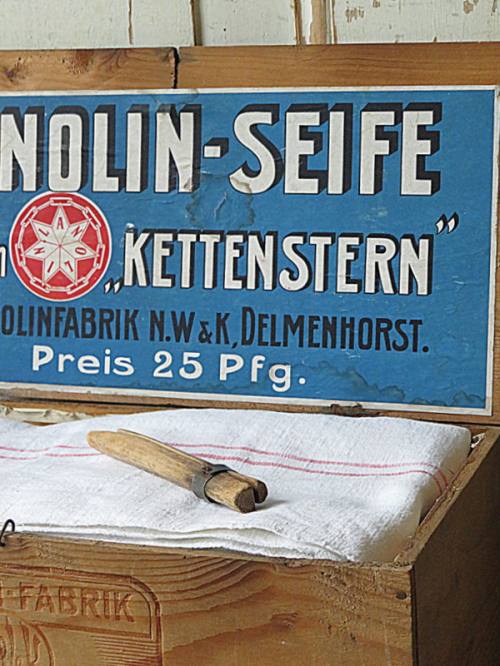 NOLIN-SEIFE
„KETTENSTERN”
OLINFABRIK N.W & K, DELMENHORST.
Preis 25 Pfg.
-FABRIK